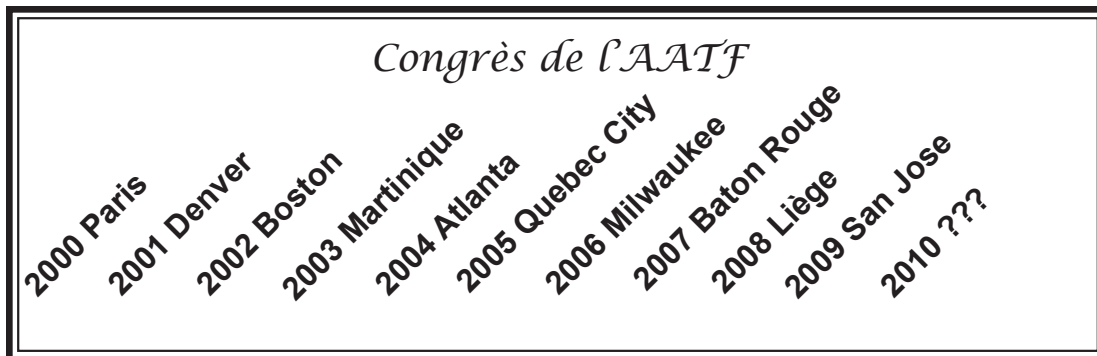 Congrès de l'AATF
2000 Paris
2001 Denver
2002 Boston
2003 Martinique
2004 Atlanta
2005 Quebec City
2006 Milwaukee
2007 Baton Rouge
2008 Liège
2009 San Jose
2010 ???